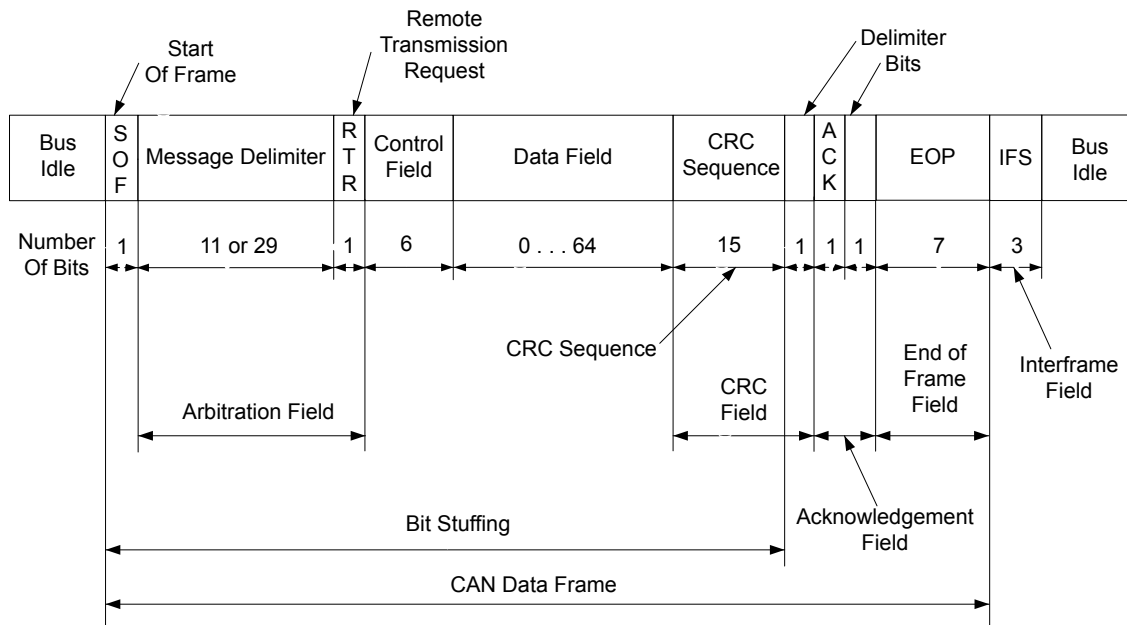 Start
Of Frame
Remote
Transmission
Request
Delimiter
Bits
Bus
Idle
SOF
Message Delimiter
RTR
Control
Field
Data Field
CRC
Sequence
ACK
EOP
IFS
Bus
Idle
Number
Of Bits
1
11 or 29
1
6
0 . . . 64
15
1
1
1
7
3
CRC Sequence
End of
Frame
Field
Interframe
Field
Arbitration Field
CRC
Field
Bit Stuffing
Acknowledgement
Field
CAN Data Frame